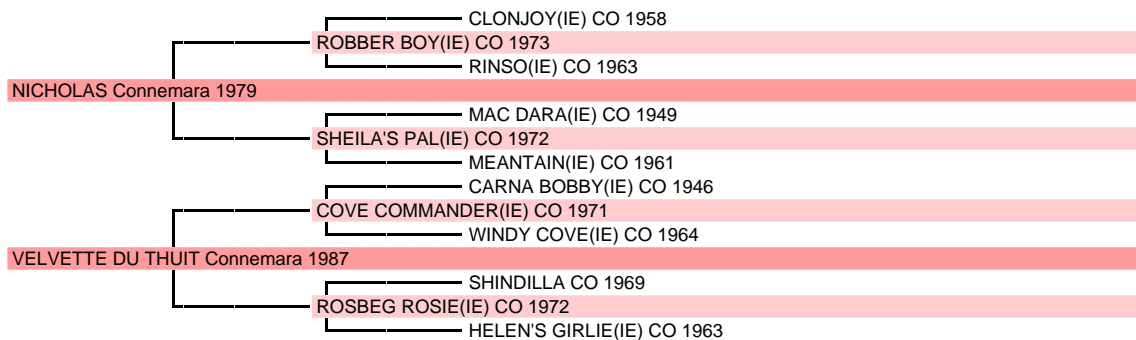 CLONJOY(IE) CO 1958
ROBBER BOY(IE) CO 1973
RINSO(IE) CO 1963
NICHOLAS Connemara 1979
MAC DARA(IE) CO 1949
SHEILA'S PAL(IE) CO 1972
MEANTAIN(IE) CO 1961
CARNA BOBBY(IE) CO 1946
COVE COMMANDER(IE) CO 1971
WINDY COVE(IE) CO 1964
VELVETTE DU THUIT Connemara 1987
SHINDILLA CO 1969
ROSBEG ROSIE(IE) CO 1972
HELEN'S GIRLIE(IE) CO 1963